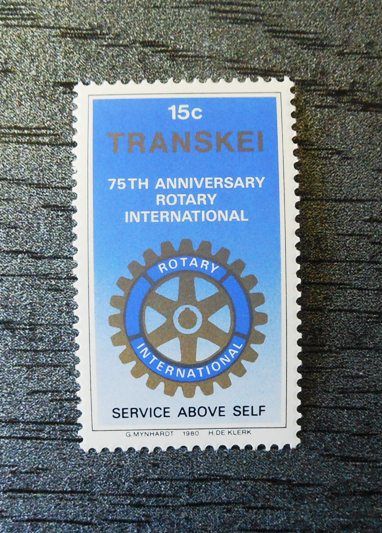 15c
TRANSKEI
75TH ANNIVERSARY
ROTARY
INTERNATIONAL
ROTARY
INTERNATIONAL
SERVICE ABOVE SELF
G.MYNHARDT 1980 H.DE KLERK